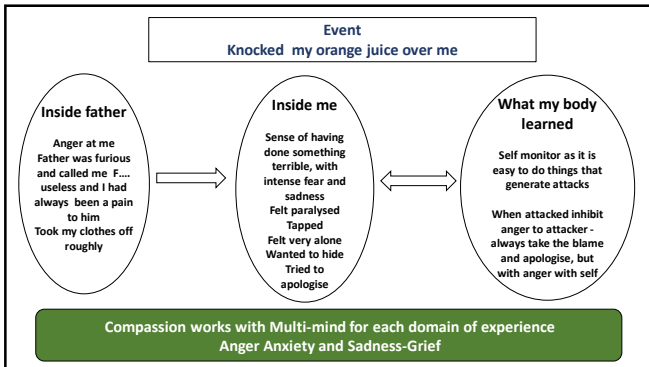 Event
Knocked my orange juice over me
Inside father
Anger at me
Father was furious
and called me F....
useless and I had
always been a pain
to him
Took my clothes off
roughly
Inside me
Sense of having
done something
terrible, with
intense fear and
sadness
Felt paralysed
Tapped
Felt very alone
Wanted to hide
Tried to
apologise
What my body
learned
Self monitor as it is
easy to do things that
generate attacks
When attacked inhibit
anger to attacker -
always take the blame
and apologise, but
with anger with self
Compassion works with Multi-mind for each domain of experience
Anger Anxiety and Sadness-Grief